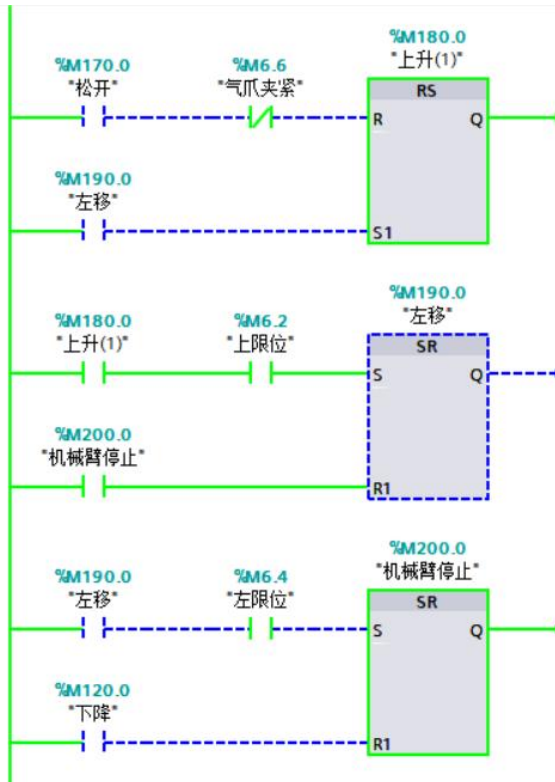 %M180.0
"上升(1)"
%M170.0 %M6.6
"松开" "气爪夹紧" RS
R Q
%M190.0
"左移"
S1
%M190.0
"左移"
%M180.0 %M6.2
"上升(1)" "上限位" SR
S Q
%M200.0
"机械臂停止"
R1
%M200.0
"机械臂停止"
%M190.0 %M6.4
"左移" "左限位" SR
S Q
%M120.0
"下降"
R1